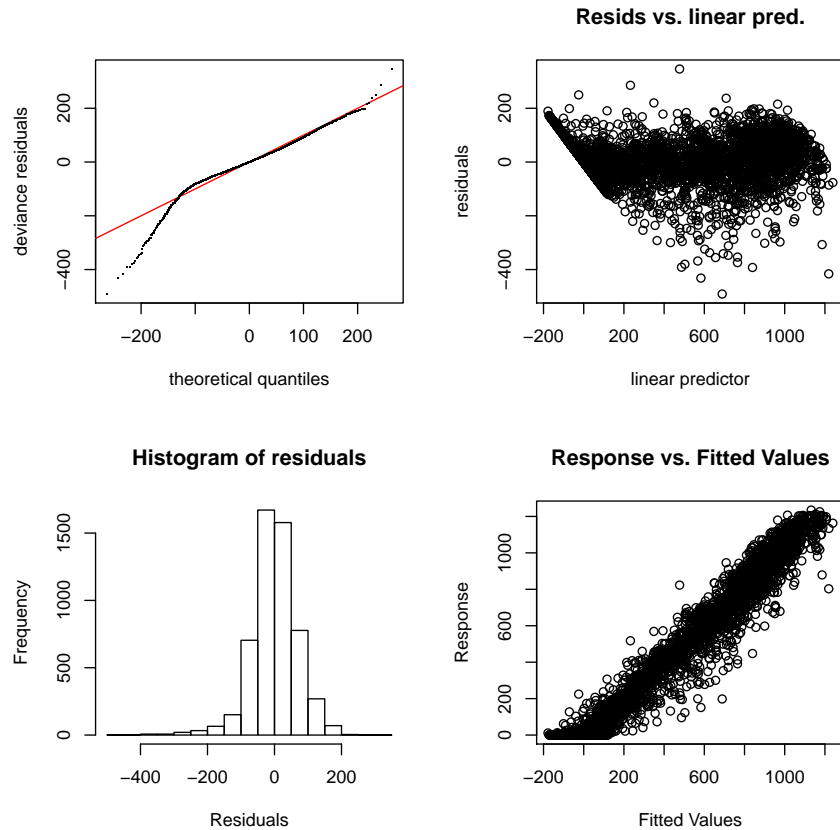 deviance residuals
−400
0
200
−200
0
100
200
theoretical quantiles
Resids vs. linear pred.
residuals
−400
0
200
−200
200
600
1000
linear predictor
Histogram of residuals
Frequency
0
500
1000
1500
−400
−200
0
200
Residuals
Response vs. Fitted Values
Response
0
200
600
1000
−200
200
600
1000
Fitted Values